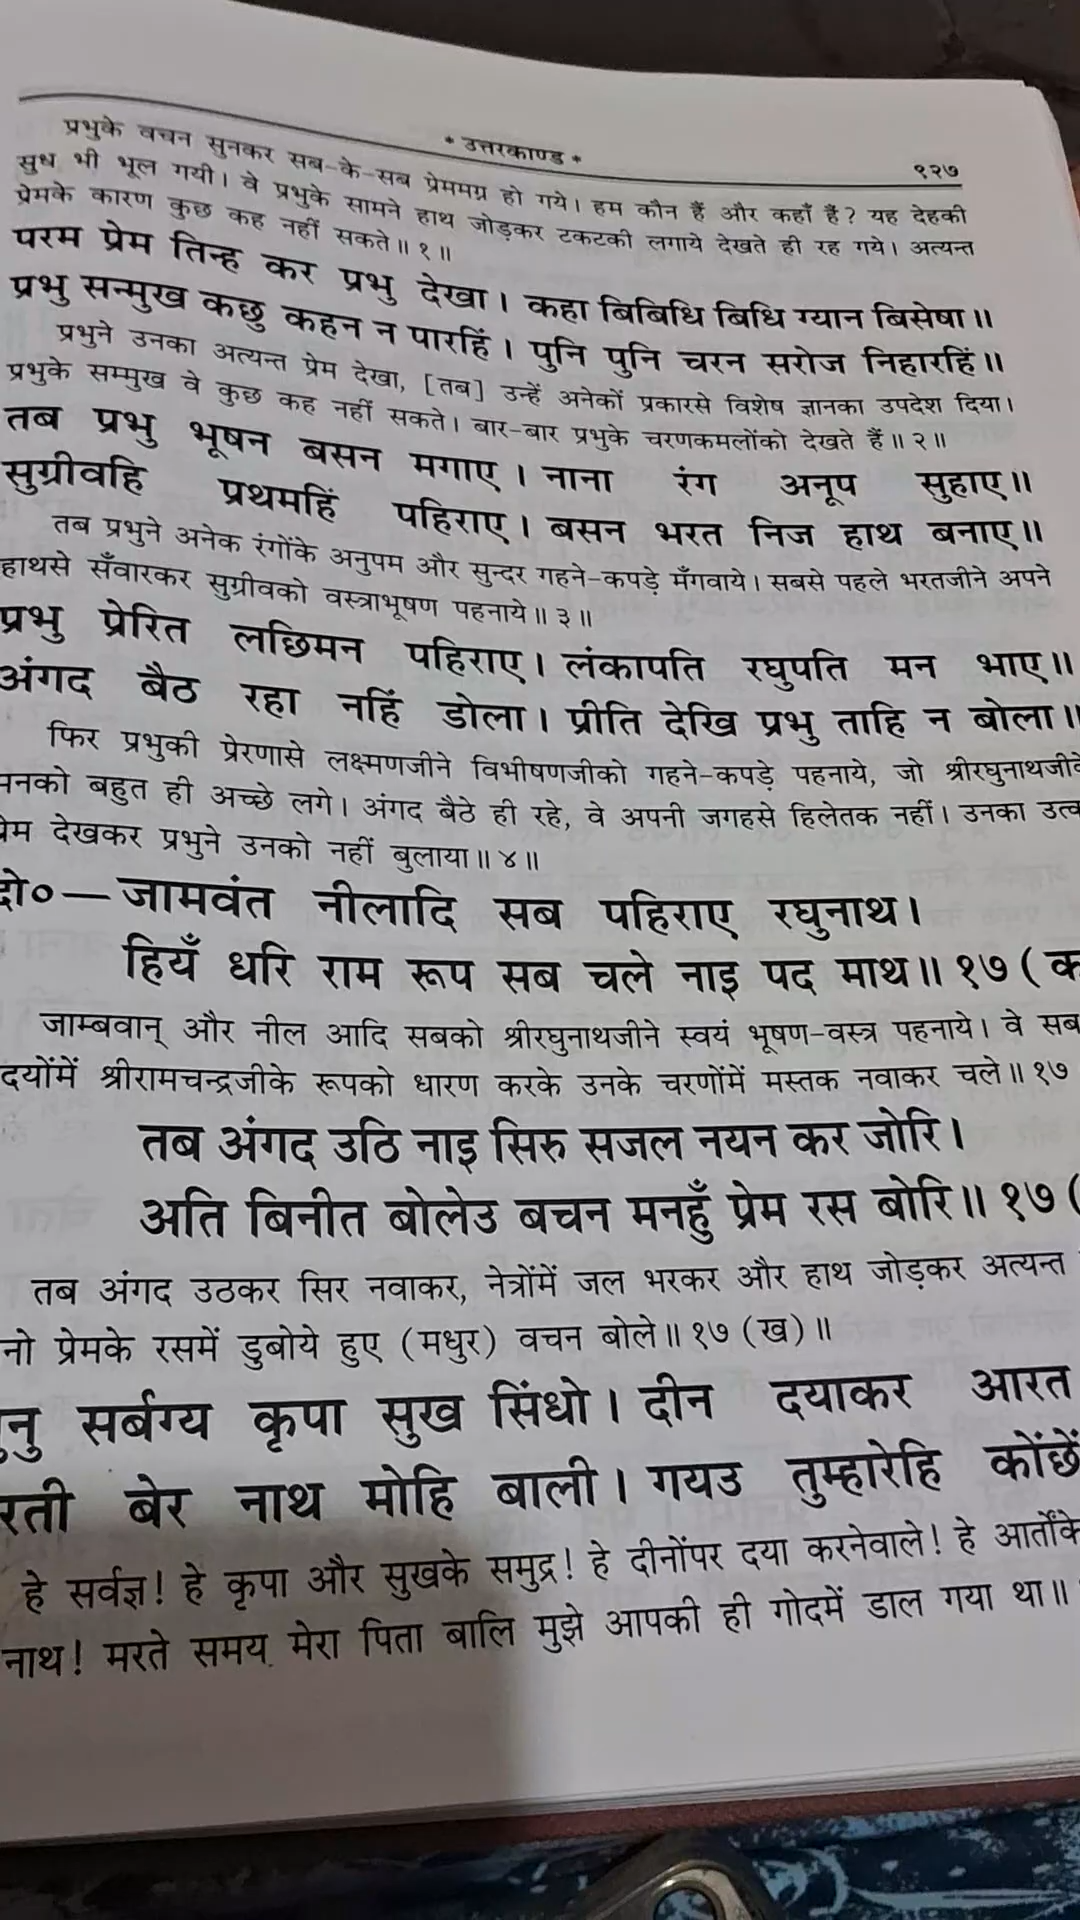 * उत्तरकाण्ड *
९२७
प्रभुके वचन सुनकर सब-के-सब प्रेममग्न हो गये। हम कौन हैं और कहाँ हैं? यह देहकी
सुध भी भूल गयी। वे प्रभुके सामने हाथ जोड़कर टकटकी लगाये देखते ही रह गये। अत्यन्त
प्रेमके कारण कुछ कह नहीं सकते॥ १॥
परम प्रेम तिन्ह कर प्रभु देखा। कहा बिबिधि बिधि ग्यान बिसेषा॥
प्रभु सन्मुख कछु कहन न पारहिं। पुनि पुनि चरन सरोज निहारहिं॥
प्रभुने उनका अत्यन्त प्रेम देखा, [तब] उन्हें अनेकों प्रकारसे विशेष ज्ञानका उपदेश दिया।
प्रभुके सम्मुख वे कुछ कह नहीं सकते। बार-बार प्रभुके चरणकमलोंको देखते हैं॥ २॥
तब प्रभु भूषन बसन मगाए। नाना रंग अनूप सुहाए॥
सुग्रीवहि प्रथमहिं पहिराए। बसन भरत निज हाथ बनाए॥
तब प्रभुने अनेक रंगोंके अनुपम और सुन्दर गहने-कपड़े मँगवाये। सबसे पहले भरतजीने अपने
हाथसे सँवारकर सुग्रीवको वस्त्राभूषण पहनाये॥ ३॥
प्रभु प्रेरित लछिमन पहिराए। लंकापति रघुपति मन भाए॥
अंगद बैठ रहा नहिं डोला। प्रीति देखि प्रभु ताहि न बोला॥
फिर प्रभुकी प्रेरणासे लक्ष्मणजीने विभीषणजीको गहने-कपड़े पहनाये, जो श्रीरघुनाथजीके
मनको बहुत ही अच्छे लगे। अंगद बैठे ही रहे, वे अपनी जगहसे हिलेतक नहीं। उनका
प्रेम देखकर प्रभुने उनको नहीं बुलाया॥ ४॥
दो०—जामवंत नीलादि सब पहिराए रघुनाथ।
हियँ धरि राम रूप सब चले नाइ पद माथ॥ १७ (क
जाम्बवान् और नील आदि सबको श्रीरघुनाथजीने स्वयं भूषण-वस्त्र पहनाये। वे सब
दयोंमें श्रीरामचन्द्रजीके रूपको धारण करके उनके चरणोंमें मस्तक नवाकर चले॥ १७
तब अंगद उठि नाइ सिरु सजल नयन कर जोरि।
अति बिनीत बोलेउ बचन मनहुँ प्रेम रस बोरि॥ १७ (
तब अंगद उठकर सिर नवाकर, नेत्रोंमें जल भरकर और हाथ जोड़कर अत्यन्त
नो प्रेमके रसमें डुबोये हुए (मधुर) वचन बोले॥ १७ (ख)॥
नु सर्बग्य कृपा सुख सिंधो। दीन दयाकर आरत
रती बेर नाथ मोहि बाली। गयउ तुम्हारेहि कोंछें
हे सर्वज्ञ! हे कृपा और सुखके समुद्र! हे दीनोंपर दया करनेवाले! हे आर्तोंके
नाथ! मरते समय मेरा पिता बालि मुझे आपकी ही गोदमें डाल गया था॥